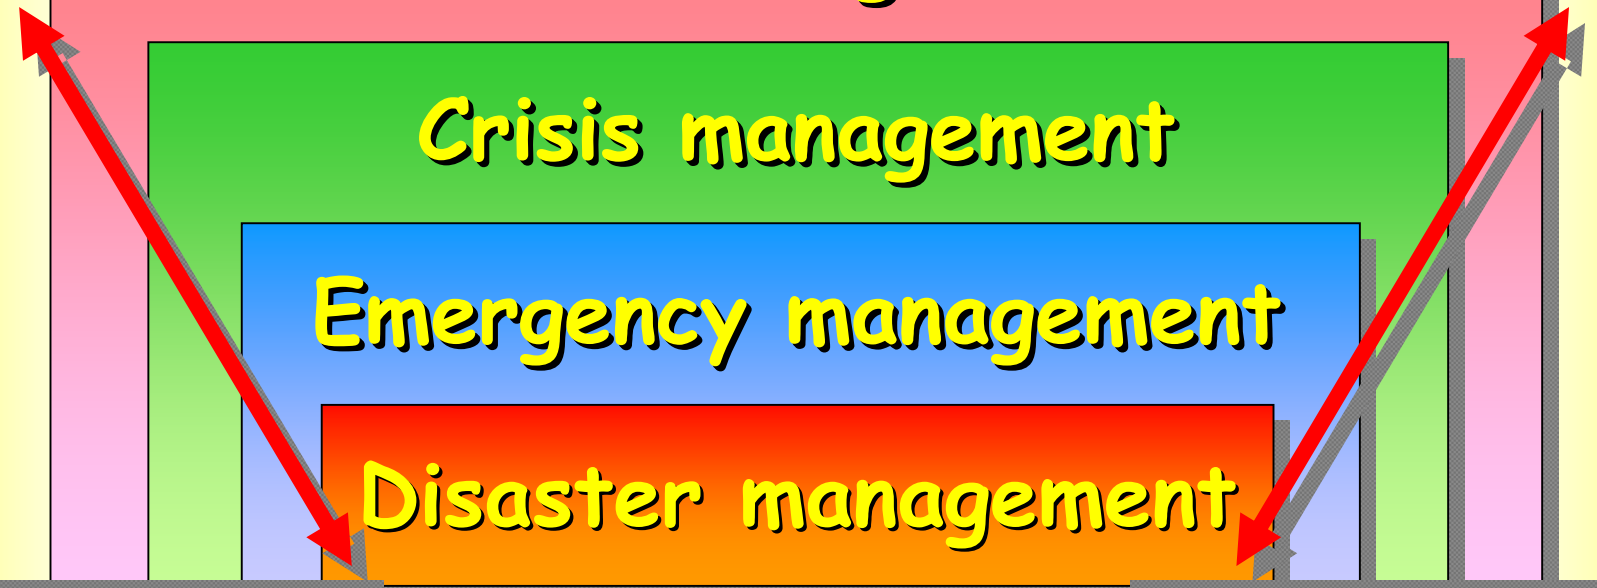 Crisis management
Emergency management
Disaster management